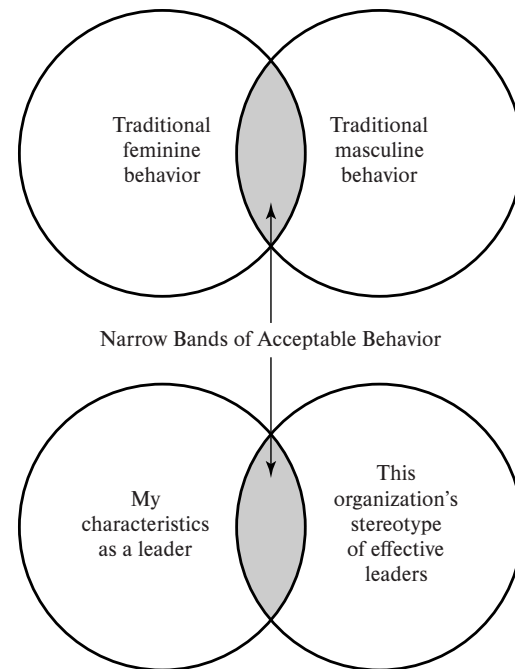 Traditional
feminine
behavior
Traditional
masculine
behavior
Narrow Bands of Acceptable Behavior
My
characteristics
as a leader
This
organization’s
stereotype
of effective
leaders